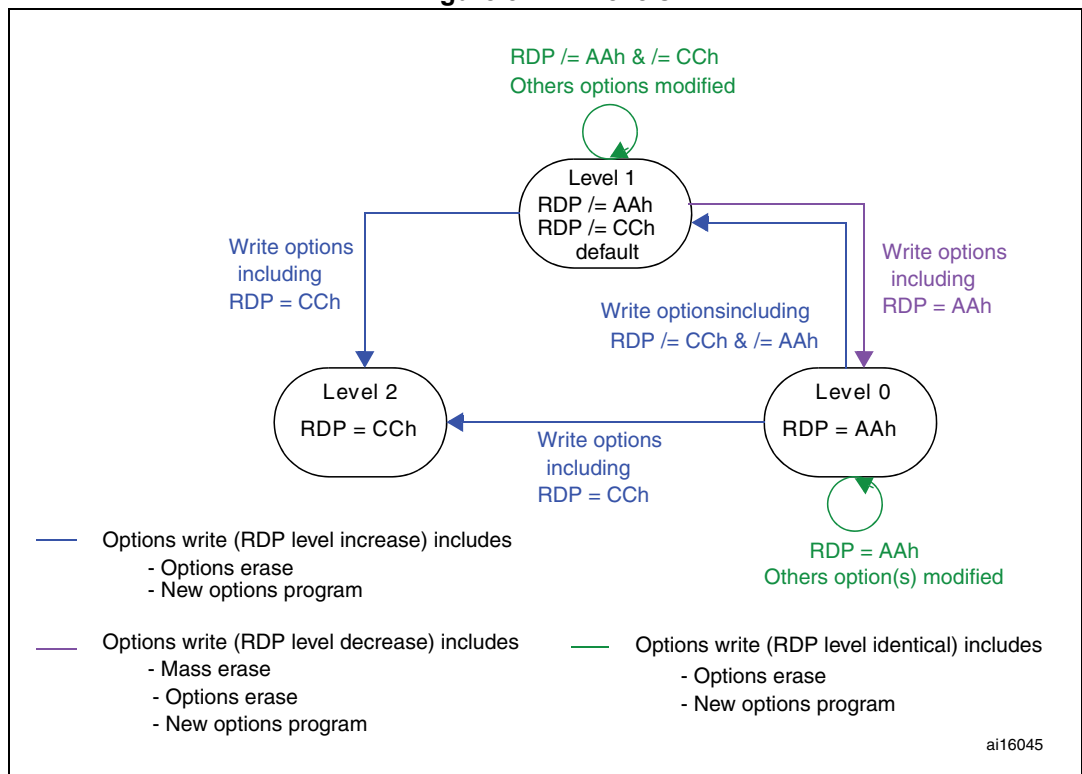 RDP /= AAh & /= CCh
Others options modified
Level 1
RDP /= AAh
RDP /= CCh
default
Write options
including
RDP = CCh
Write options
including
RDP = AAh
Write optionsincluding
RDP /= CCh & /= AAh
Level 2
RDP = CCh
Level 0
RDP = AAh
Write options
including
RDP = CCh
RDP = AAh
Others option(s) modified
Options write (RDP level increase) includes
- Options erase
- New options program
Options write (RDP level decrease) includes
- Mass erase
- Options erase
- New options program
Options write (RDP level identical) includes
- Options erase
- New options program
ai16045